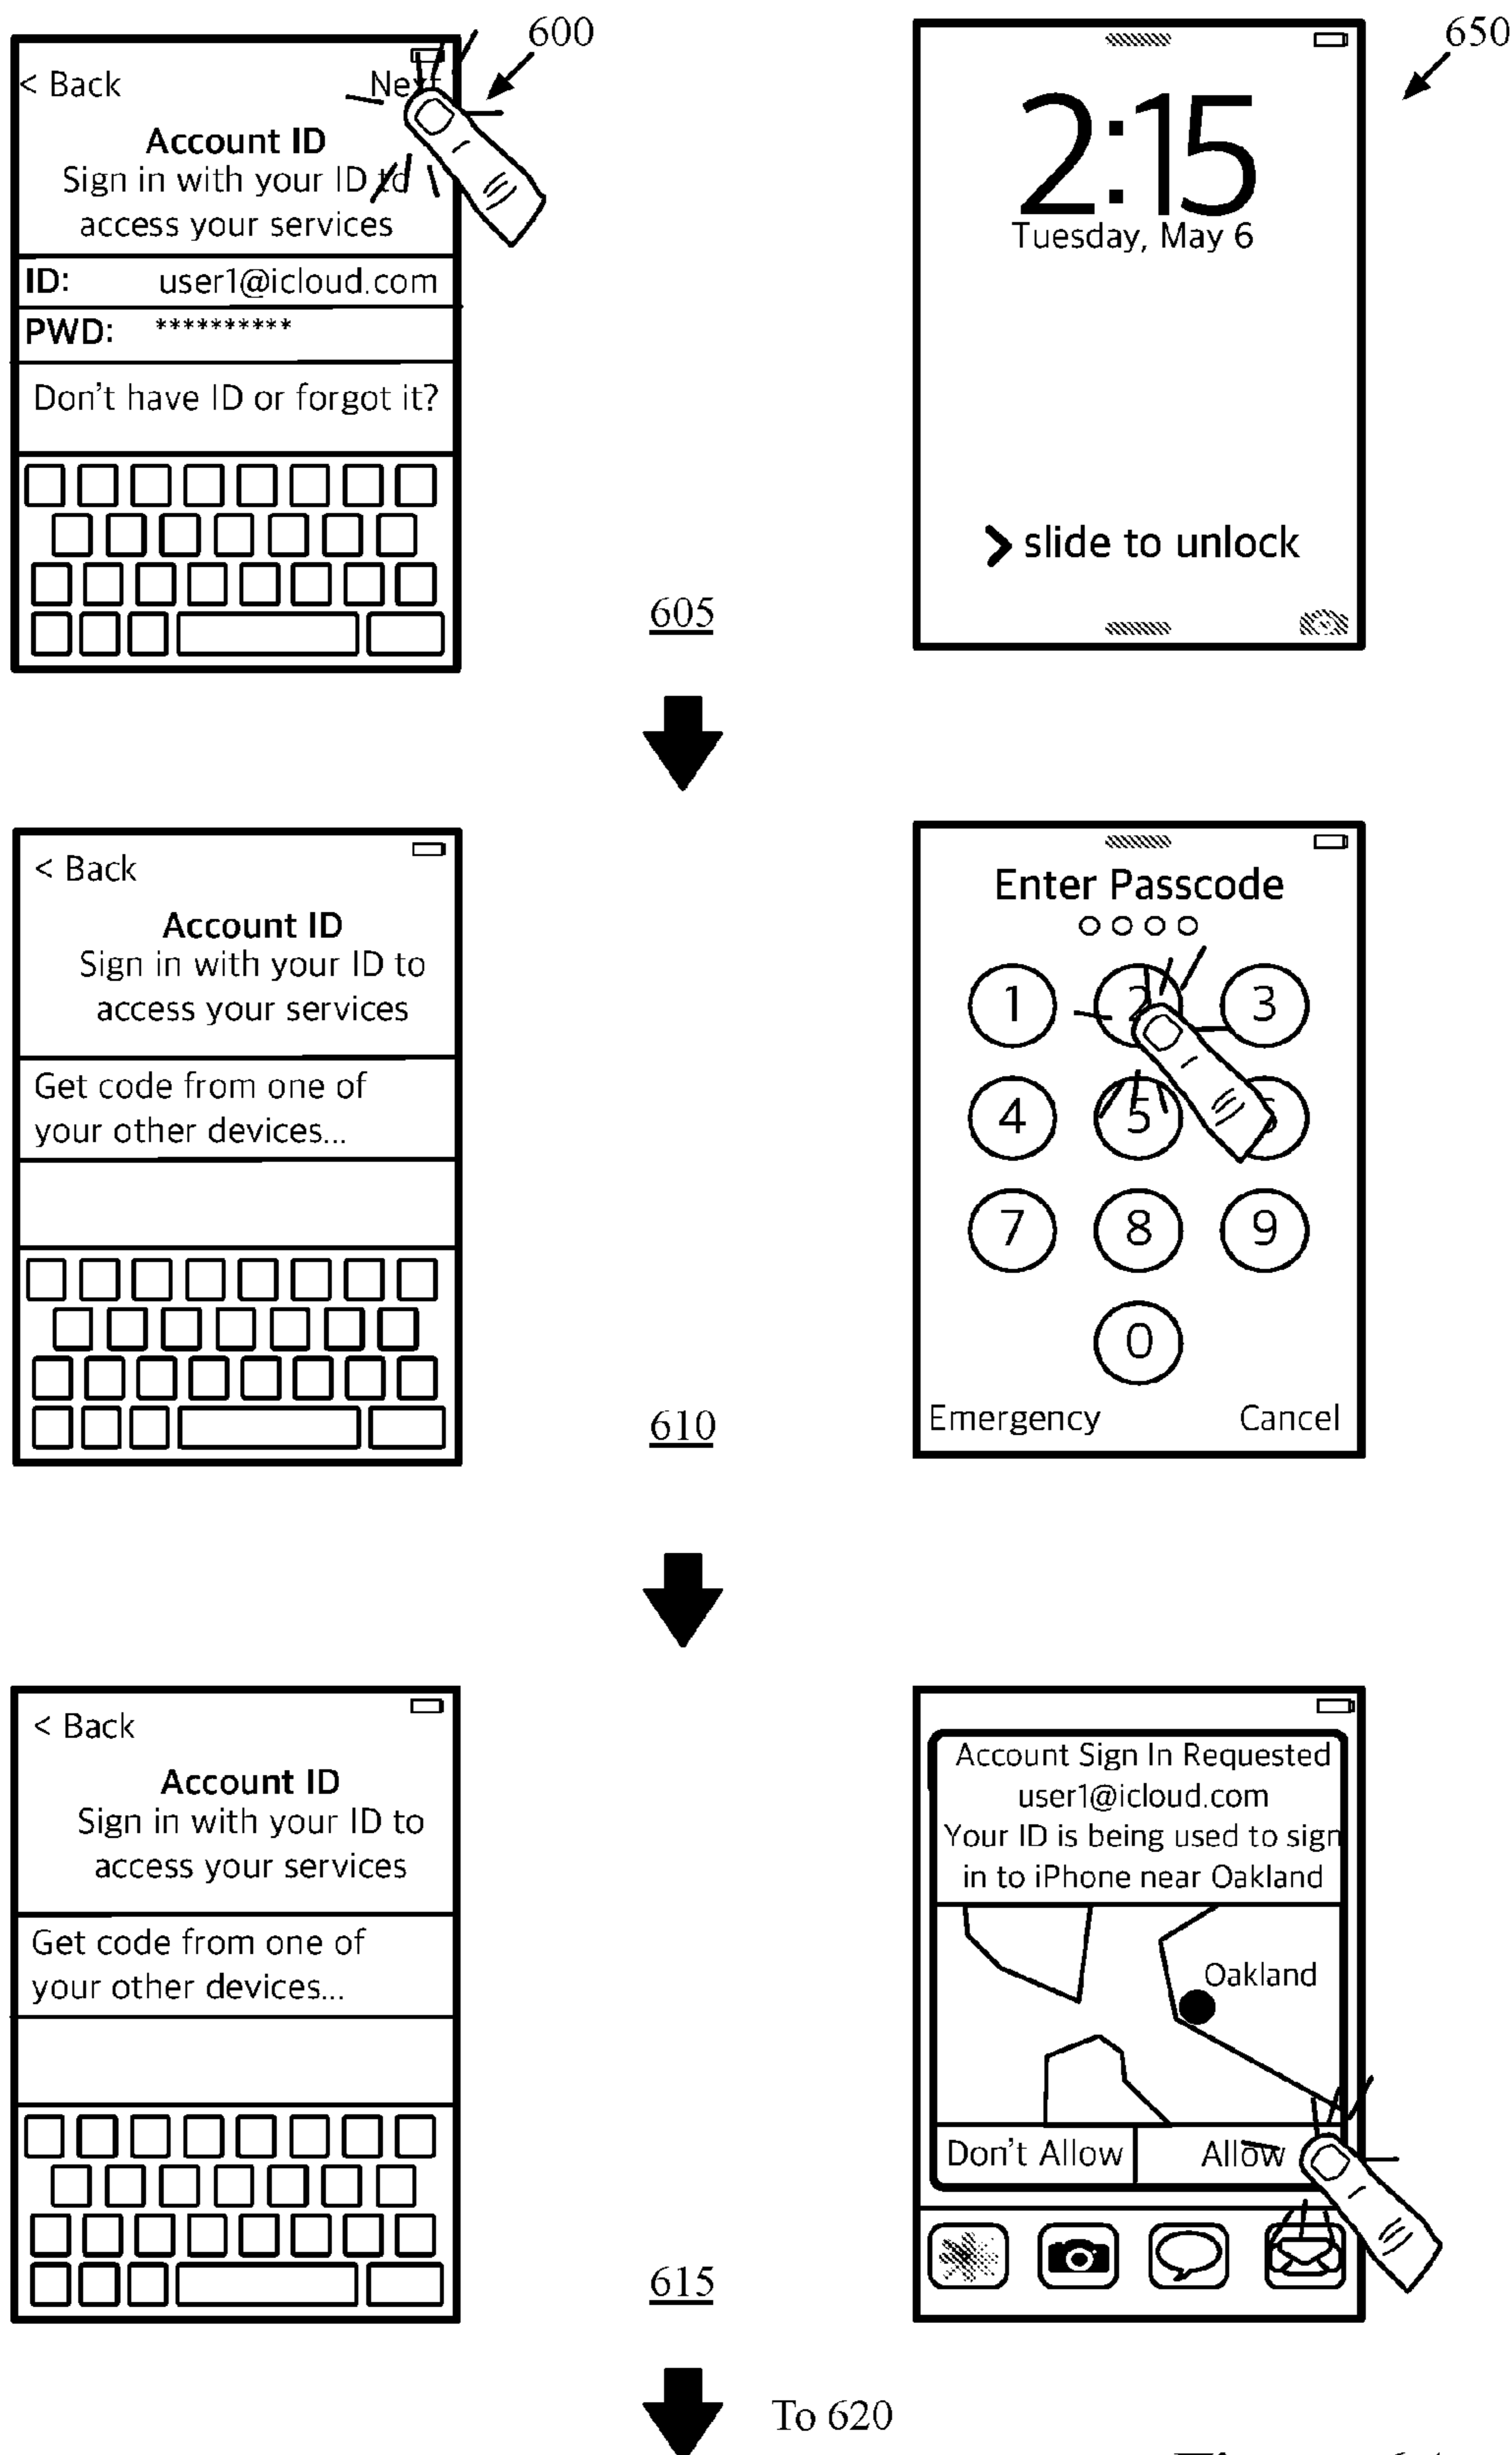 600
< Back
Next
Account ID
Sign in with your ID to
access your services
ID: user1@icloud.com
PWD: **********
Don't have ID or forgot it?
605
650
2:15
Tuesday, May 6
slide to unlock
< Back
Account ID
Sign in with your ID to
access your services
Get code from one of
your other devices...
610
Enter Passcode
1 2 3
4 5 6
7 8 9
0
Emergency Cancel
< Back
Account ID
Sign in with your ID to
access your services
Get code from one of
your other devices...
615
Account Sign In Requested
user1@icloud.com
Your ID is being used to sign
in to iPhone near Oakland
Oakland
Don't Allow Allow
To 620